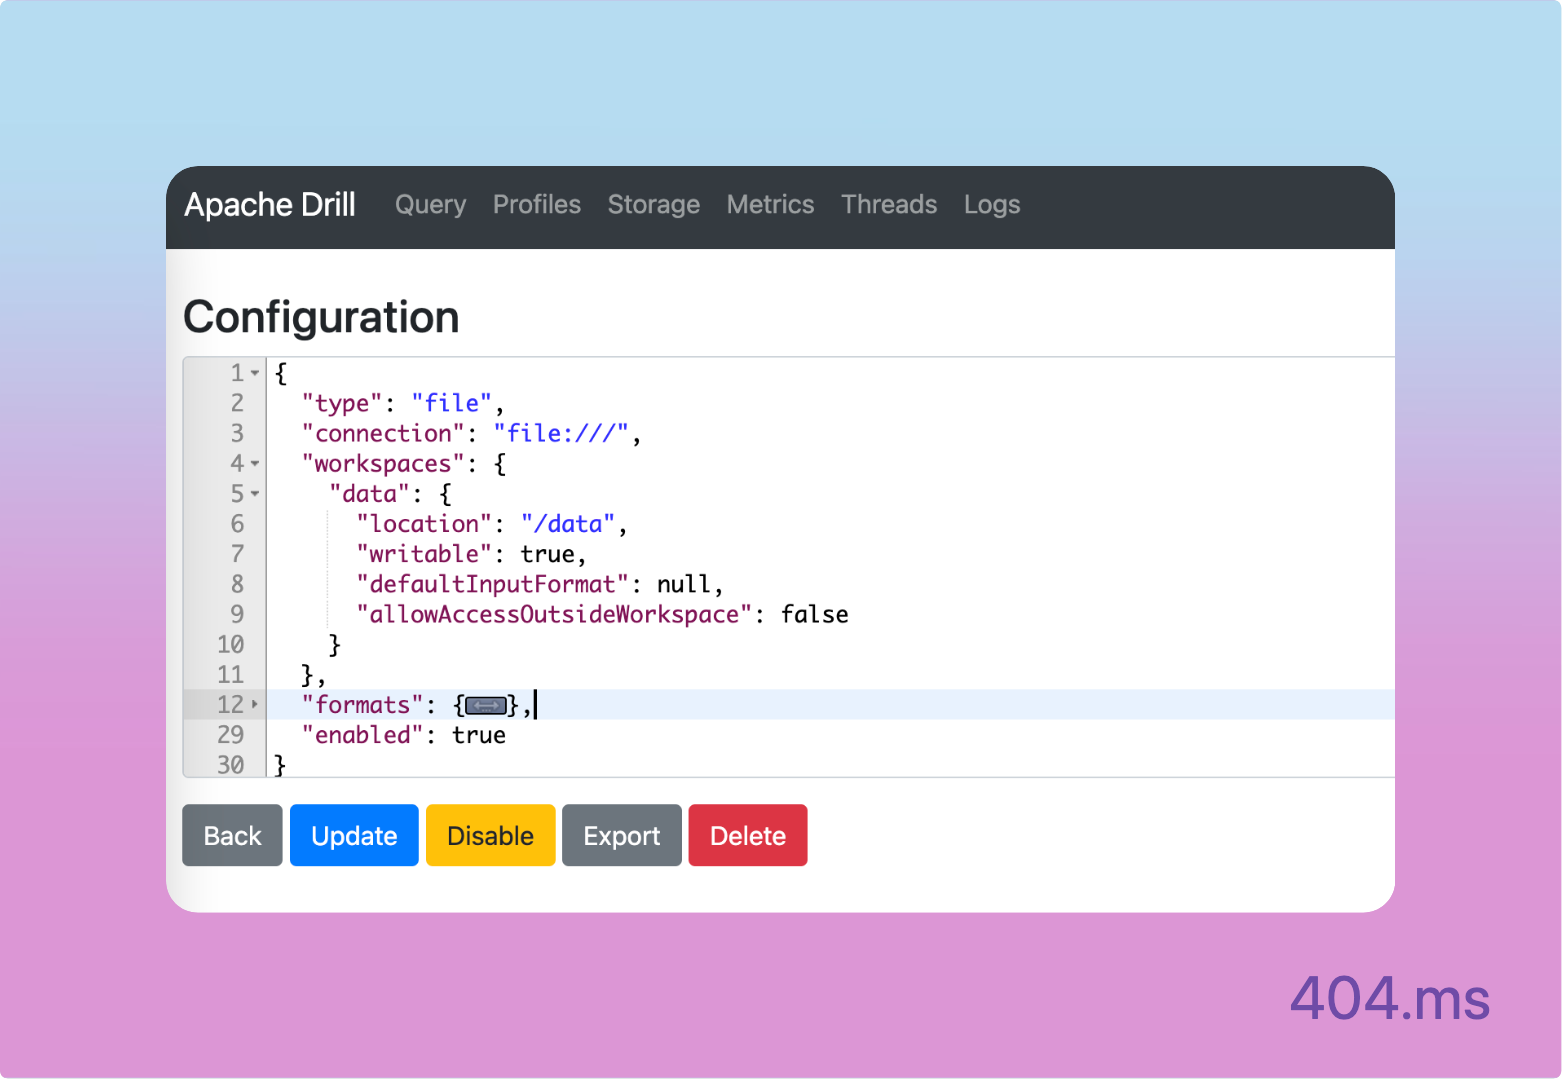 Apache Drill Query Profiles Storage Metrics Threads Logs
Configuration
1 {
2 "type": "file",
3 "connection": "file:///",
4 "workspaces": {
5 "data": {
6 "location": "/data",
7 "writable": true,
8 "defaultInputFormat": null,
9 "allowAccessOutsideWorkspace": false
10 }
11 },
12 "formats": {},
29 "enabled": true
30 }
Back Update Disable Export Delete
404.ms